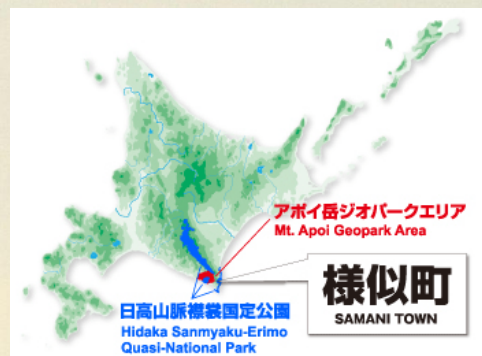 アポイ岳ジオパークエリア
Mt. Apoi Geopark Area
様似町
SAMANI TOWN
日高山脈襟裳国定公園
Hidaka Sanmyaku-Erimo
Quasi-National Park